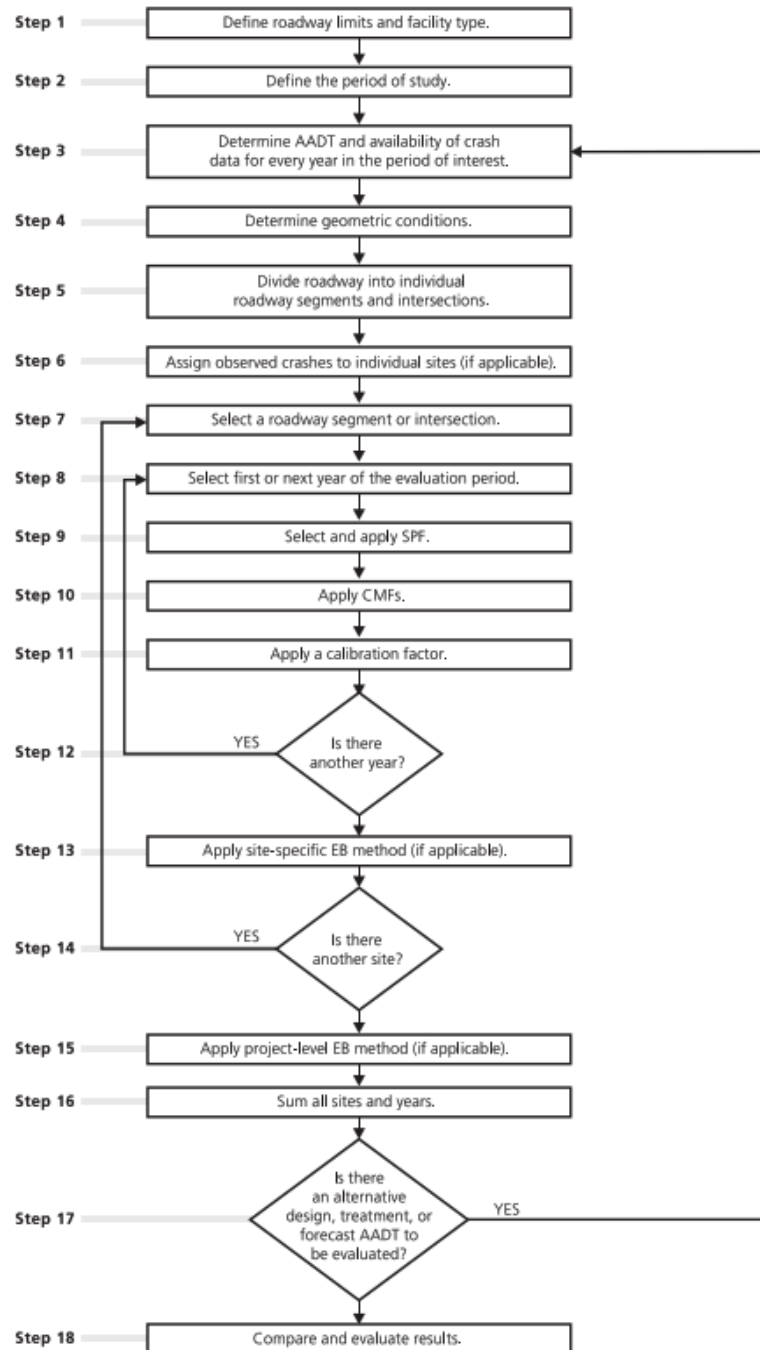 Step 1
Define roadway limits and facility type.
Step 2
Define the period of study.
Step 3
Determine AADT and availability of crash
data for every year in the period of interest.
Step 4
Determine geometric conditions.
Step 5
Divide roadway into individual
roadway segments and intersections.
Step 6
Assign observed crashes to individual sites (if applicable).
Step 7
Select a roadway segment or intersection.
Step 8
Select first or next year of the evaluation period.
Step 9
Select and apply SPF.
Step 10
Apply CMFs.
Step 11
Apply a calibration factor.
Step 12
YES
Is there
another year?
Step 13
Apply site-specific EB method (if applicable).
Step 14
YES
Is there
another site?
Step 15
Apply project-level EB method (if applicable).
Step 16
Sum all sites and years.
Step 17
Is there
an alternative
design, treatment, or
forecast AADT to
be evaluated?
YES
Step 18
Compare and evaluate results.